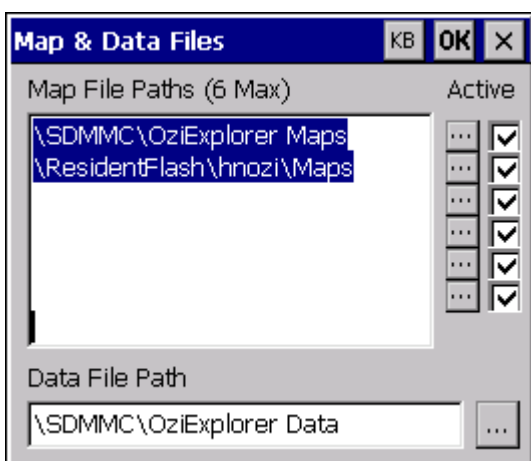 Map & Data Files KB OK ×
Map File Paths (6 Max) Active
\SDMMC\OziExplorer Maps ...
\ResidentFlash\hnozi\Maps ...
...
...
...
...
Data File Path
\SDMMC\OziExplorer Data ...